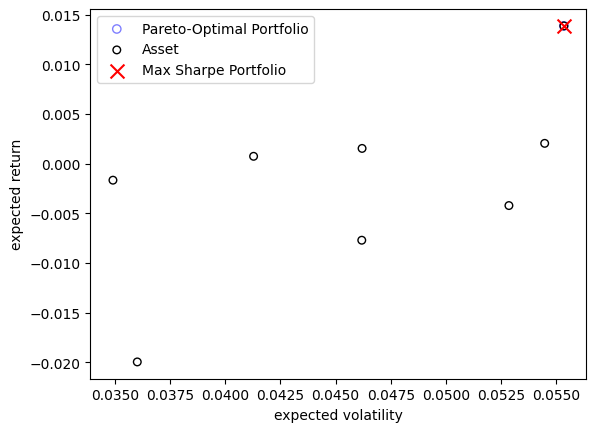 0.015
0.010
0.005
0.000
−0.005
−0.010
−0.015
−0.020
expected return
Pareto-Optimal Portfolio
Asset
Max Sharpe Portfolio
0.0350 0.0375 0.0400 0.0425 0.0450 0.0475 0.0500 0.0525 0.0550
expected volatility